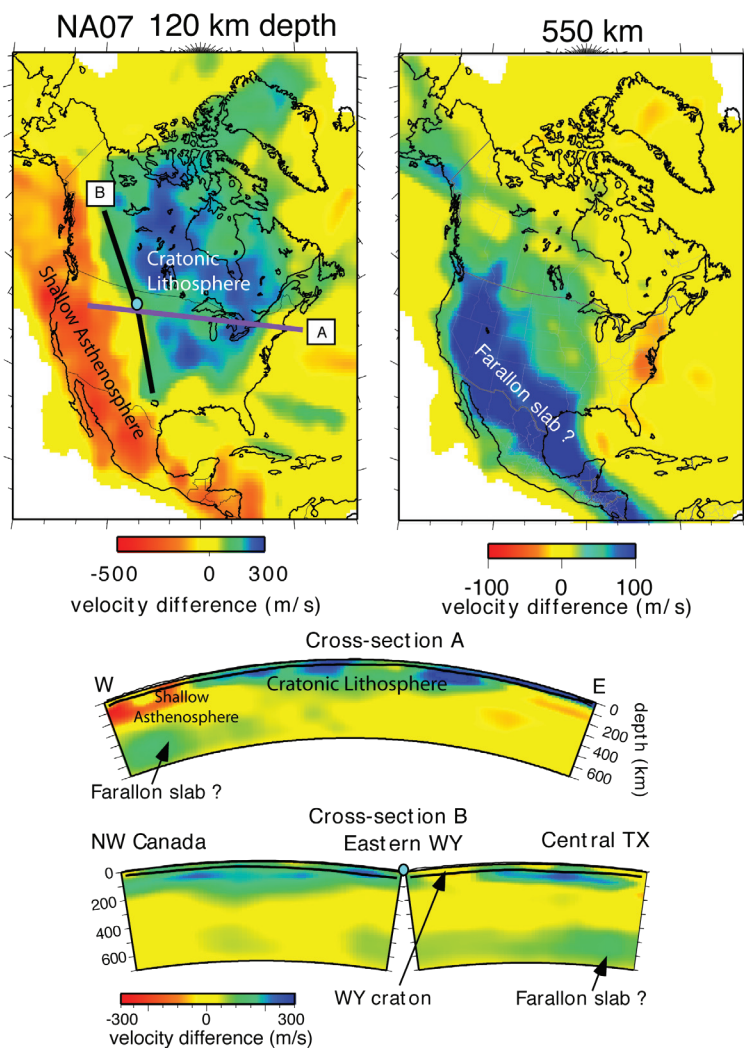 NA07 120 km depth
550 km
B
Cratonic
Lithosphere
A
Shallow Asthenosphere
Farallon slab ?
-500 0 300
velocity difference (m/s)
-100 0 100
velocity difference (m/s)
Cross-section A
W
E
Cratonic Lithosphere
Shallow
Asthenosphere
0
200
400
600
depth (km)
Farallon slab ?
Cross-section B
NW Canada
Eastern WY
Central TX
0
200
400
600
WY craton
Farallon slab ?
-300 0 300
velocity difference (m/s)